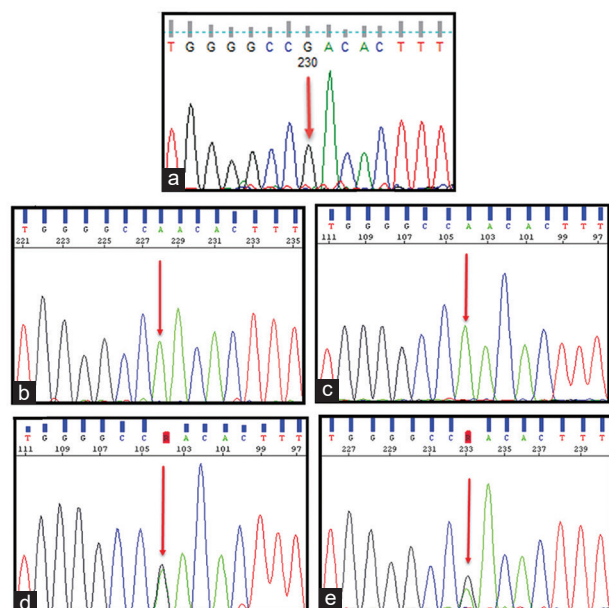 T G G G G C C G A C A C T T T
230
a
T G G G G C C A A C A C T T T
221 223 225 227 229 231 233 235
b
T G G G G C C A A C A C T T T
111 109 107 105 103 101 99 97
c
T G G G G C C R A C A C T T T
111 109 107 105 103 101 99 97
d
T G G G G C C R A C A C T T T
227 229 231 233 235 237 239
e